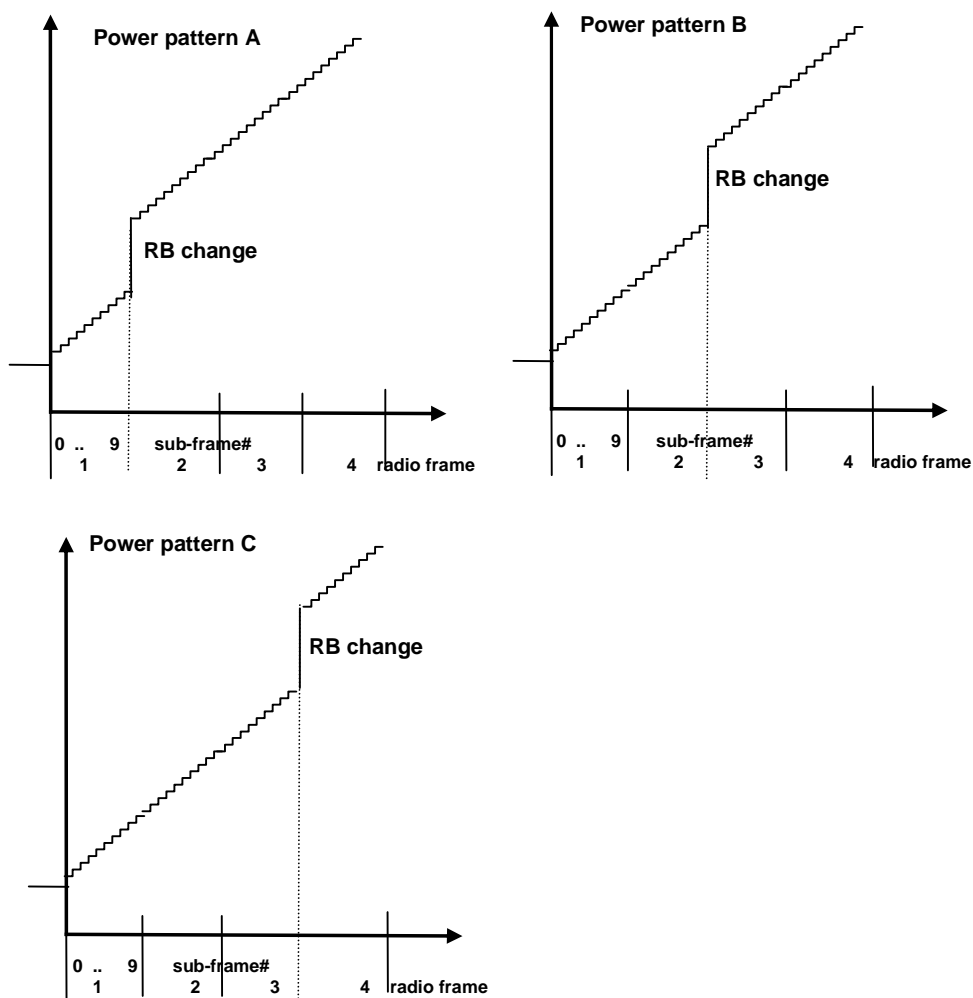 Power pattern A
RB change
0 .. 9 sub-frame#
1 2 3 4 radio frame
Power pattern B
RB change
0 .. 9 sub-frame#
1 2 3 4 radio frame
Power pattern C
RB change
0 .. 9 sub-frame#
1 2 3 4 radio frame